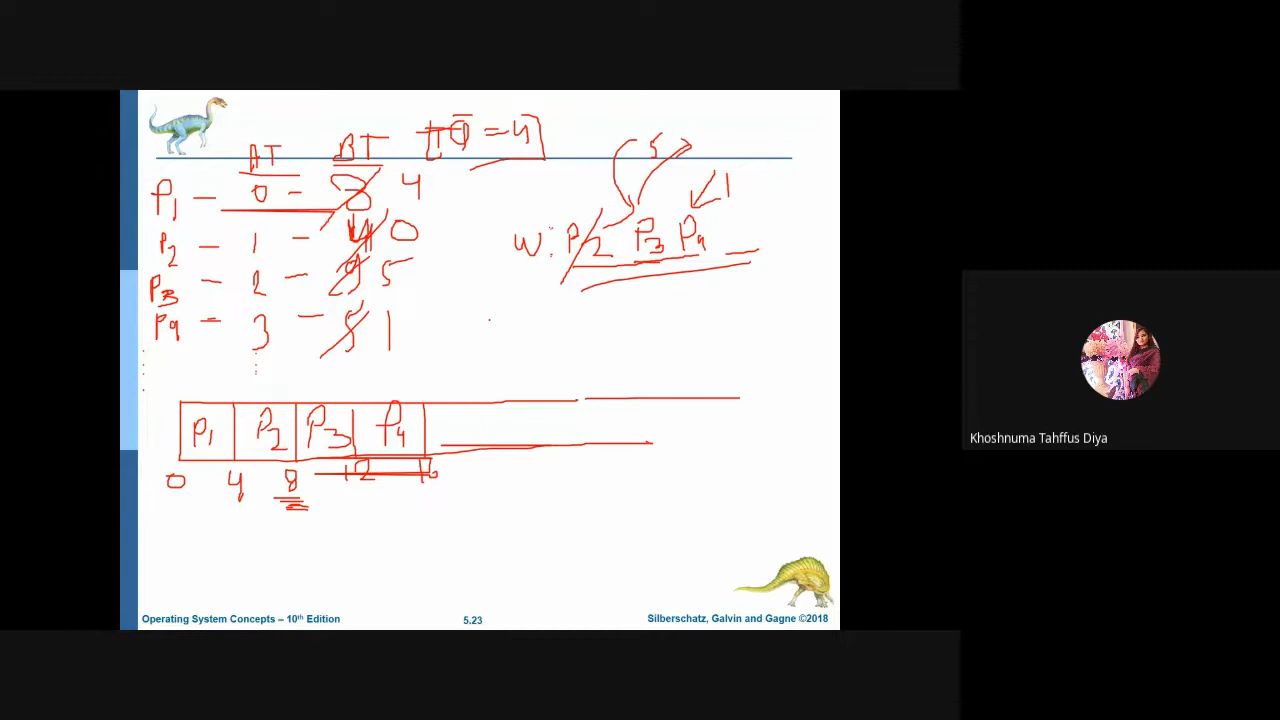 AT BT TQ = 4
P1 - 0 - 8 4
P2 - 1 - 4 0
P3 - 2 - 9 5
P4 - 3 - 5 1
5
1
W: P2 P3 P4
P1 P2 P3 P4
0 4 8 12 16
Khoshnuma Tahffus Diya
Operating System Concepts – 10th Edition 5.23 Silberschatz, Galvin and Gagne ©2018